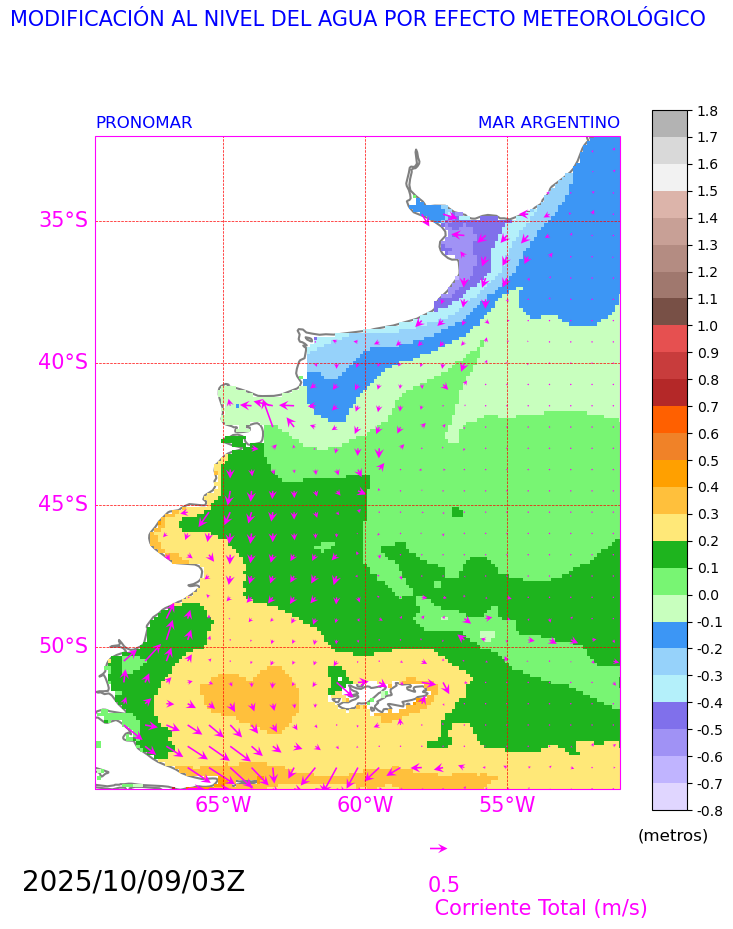 MODIFICACIÓN AL NIVEL DEL AGUA POR EFECTO METEOROLÓGICO
PRONOMAR
MAR ARGENTINO
35°S
40°S
45°S
50°S
65°W
60°W
55°W
1.8
1.7
1.6
1.5
1.4
1.3
1.2
1.1
1.0
0.9
0.8
0.7
0.6
0.5
0.4
0.3
0.2
0.1
0.0
-0.1
-0.2
-0.3
-0.4
-0.5
-0.6
-0.7
-0.8
(metros)
2025/10/09/03Z
0.5
Corriente Total (m/s)